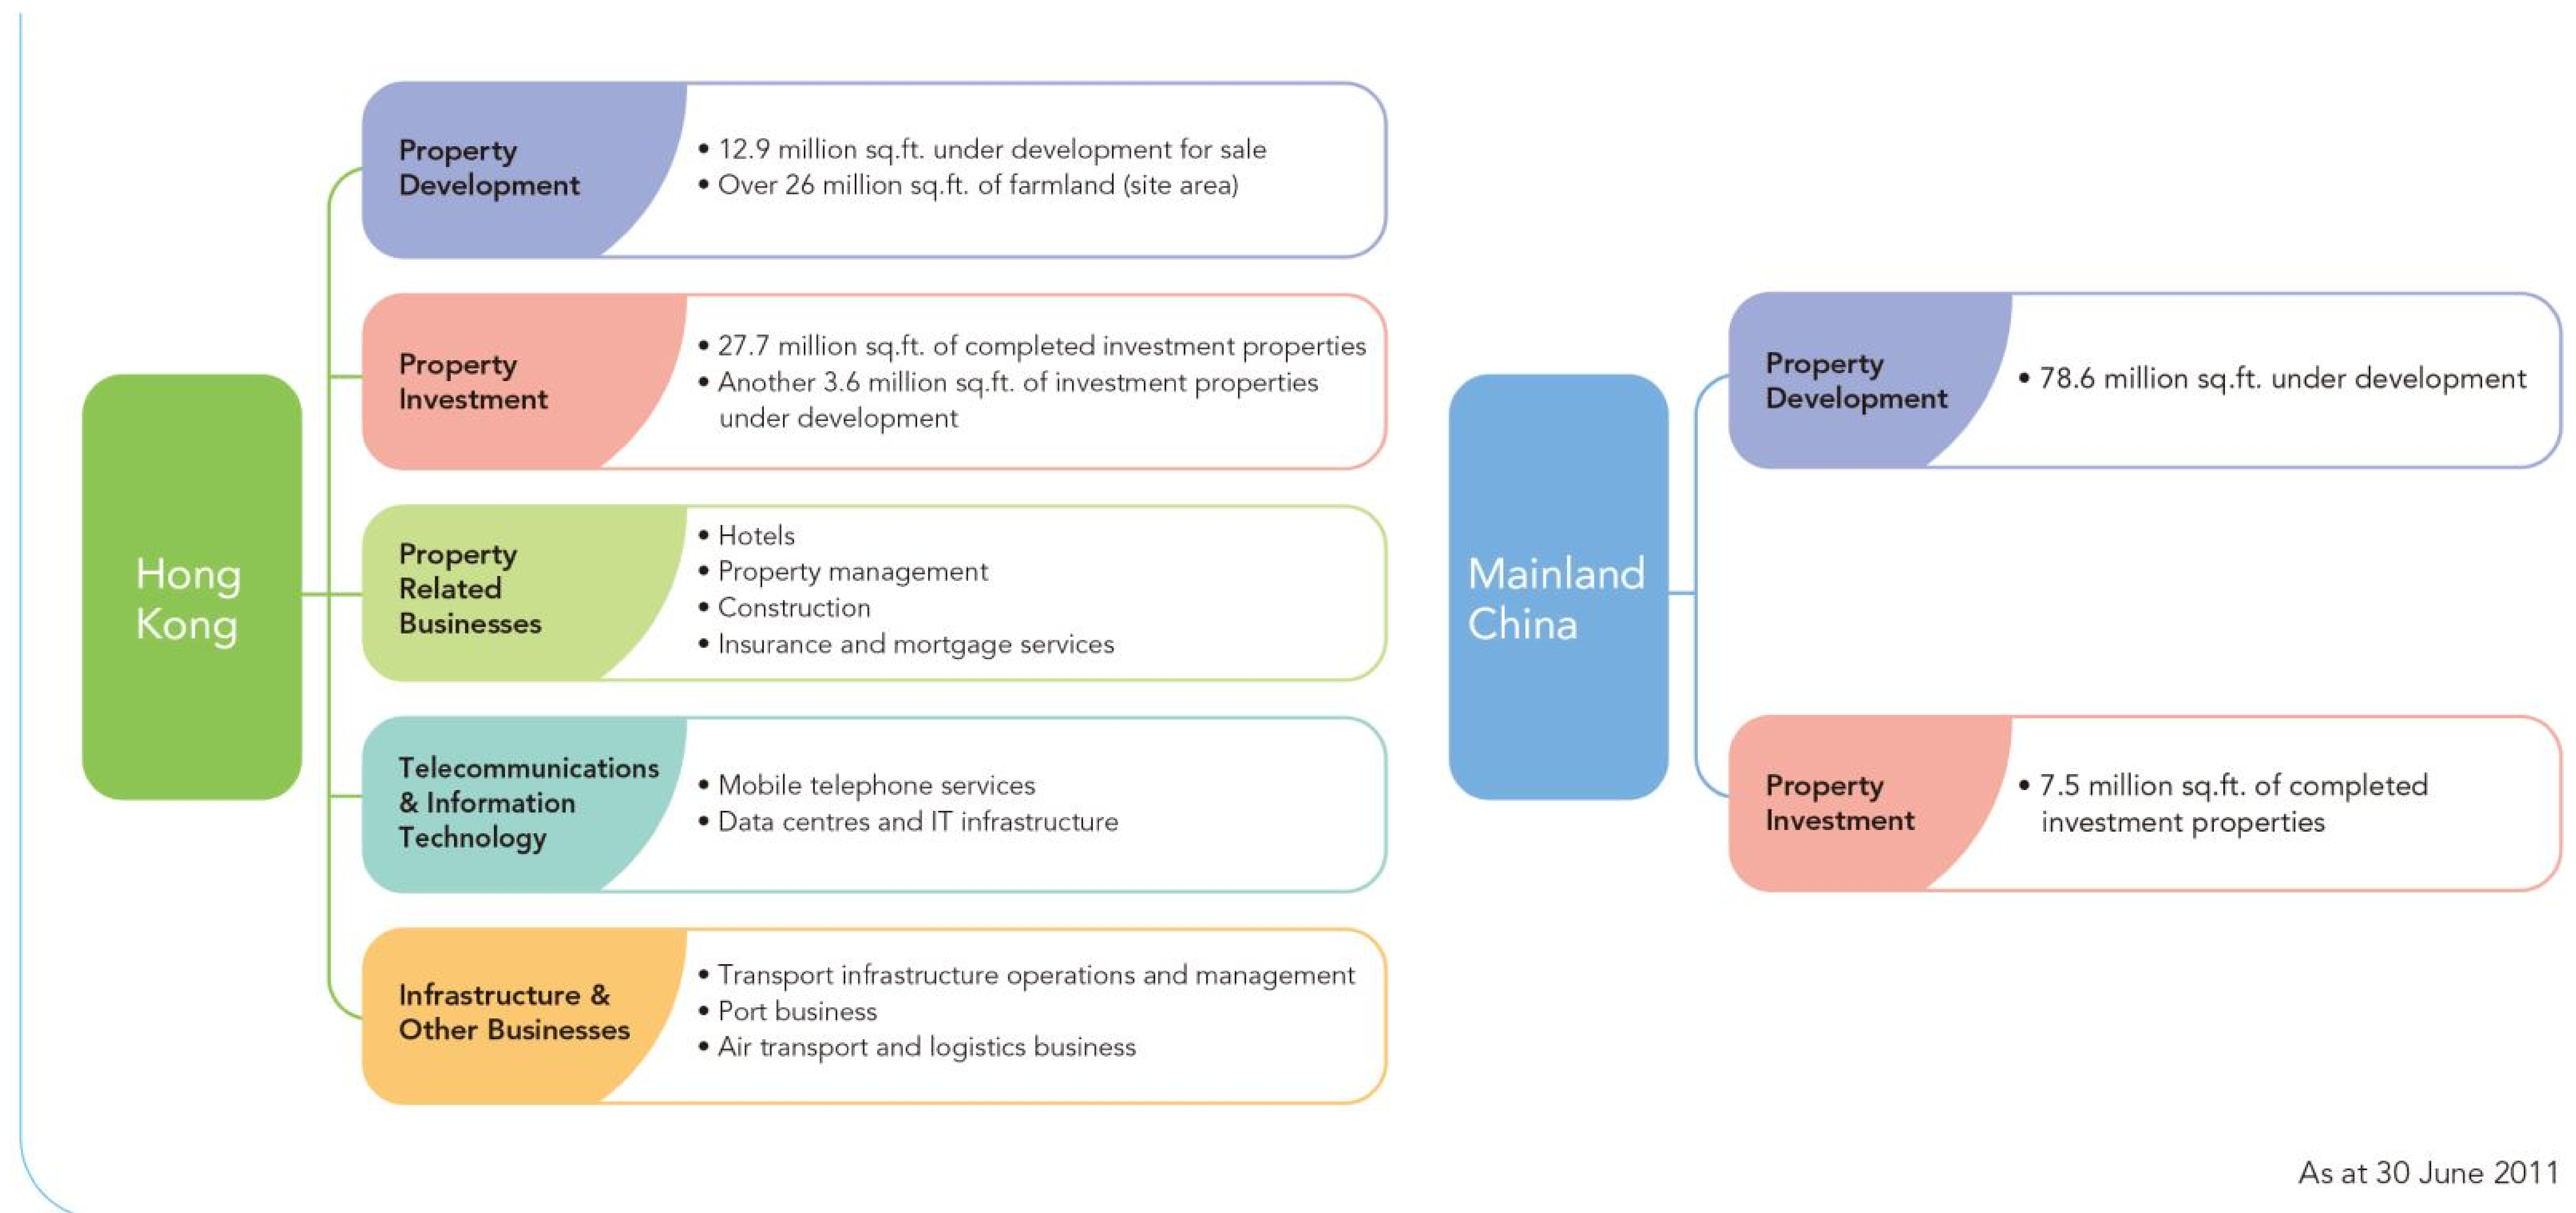 Hong
Kong
Property
Development
• 12.9 million sq.ft. under development for sale
• Over 26 million sq.ft. of farmland (site area)
Property
Investment
• 27.7 million sq.ft. of completed investment properties
• Another 3.6 million sq.ft. of investment properties
under development
Property
Related
Businesses
• Hotels
• Property management
• Construction
• Insurance and mortgage services
Telecommunications
& Information
Technology
• Mobile telephone services
• Data centres and IT infrastructure
Infrastructure &
Other Businesses
• Transport infrastructure operations and management
• Port business
• Air transport and logistics business
Mainland
China
Property
Development
• 78.6 million sq.ft. under development
Property
Investment
• 7.5 million sq.ft. of completed
investment properties
As at 30 June 2011